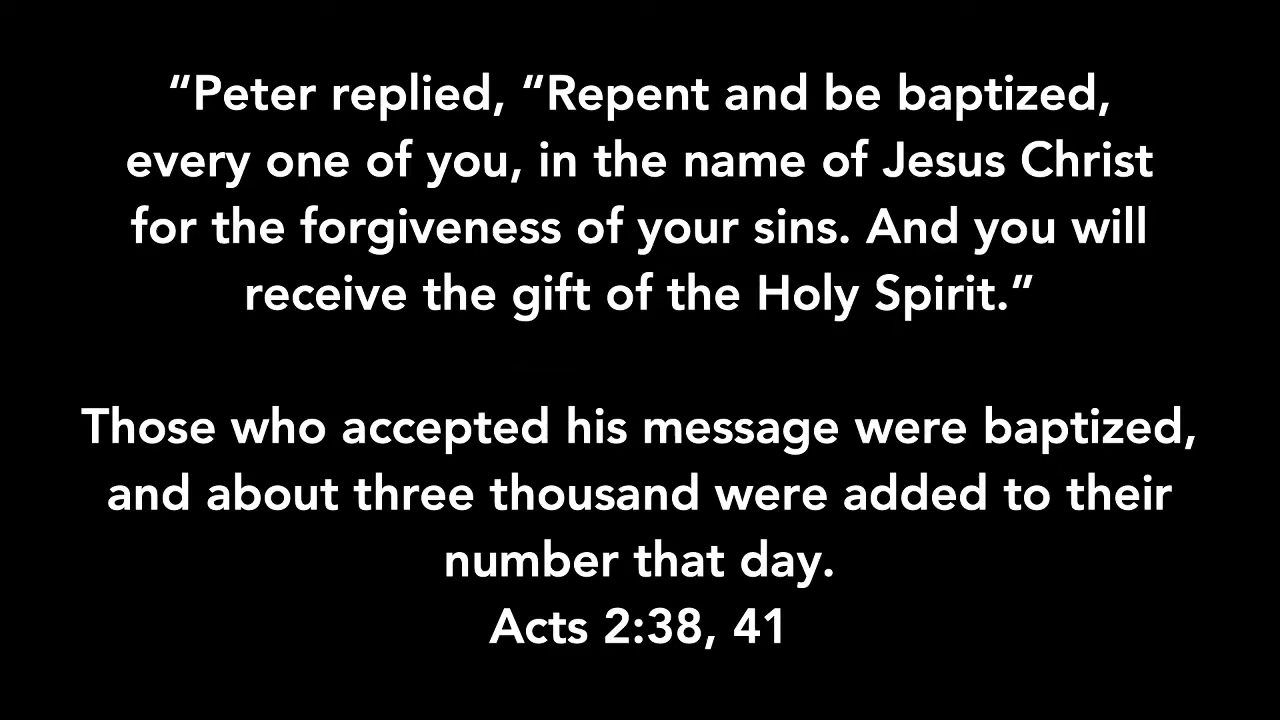 “Peter replied, “Repent and be baptized,
every one of you, in the name of Jesus Christ
for the forgiveness of your sins. And you will
receive the gift of the Holy Spirit.”
Those who accepted his message were baptized,
and about three thousand were added to their
number that day.
Acts 2:38, 41